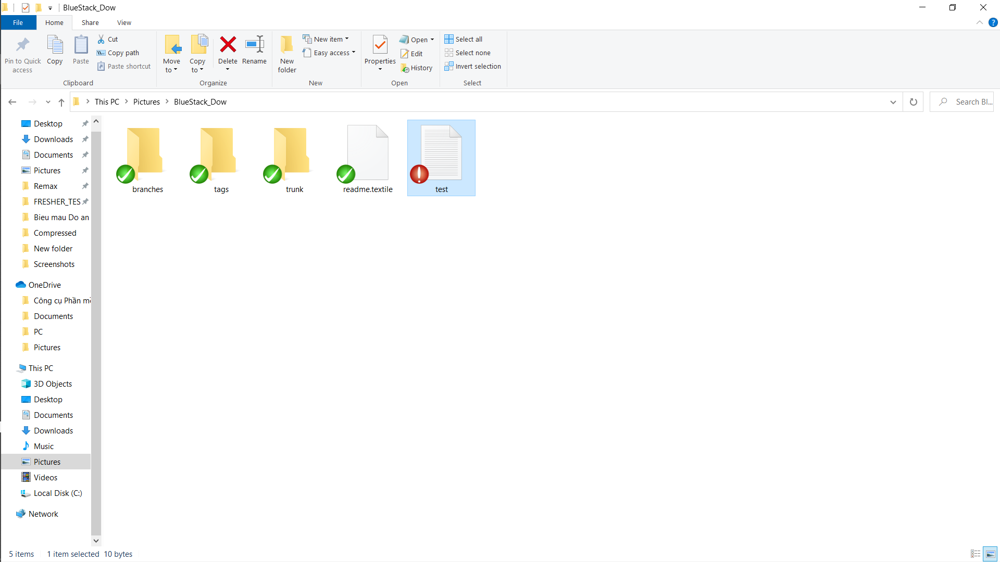 BlueStack_Dow
File
Home
Share
View
Pin to Quick access
Copy
Paste
Cut
Copy path
Paste shortcut
Clipboard
Move to
Copy to
Delete
Rename
Organize
New folder
New item
Easy access
New
Properties
Open
Edit
History
Open
Select all
Select none
Invert selection
Select
This PC
Pictures
BlueStack_Dow
Search Bl...
Desktop
Downloads
Documents
Pictures
Remax
FRESHER_TES
Bieu mau Do an
Compressed
New folder
Screenshots
OneDrive
Công cụ Phần
Documents
PC
Pictures
This PC
3D Objects
Desktop
Documents
Downloads
Music
Pictures
Videos
Local Disk (C:)
Network
branches
tags
trunk
readme.textile
test
5 items
1 item selected
10 bytes